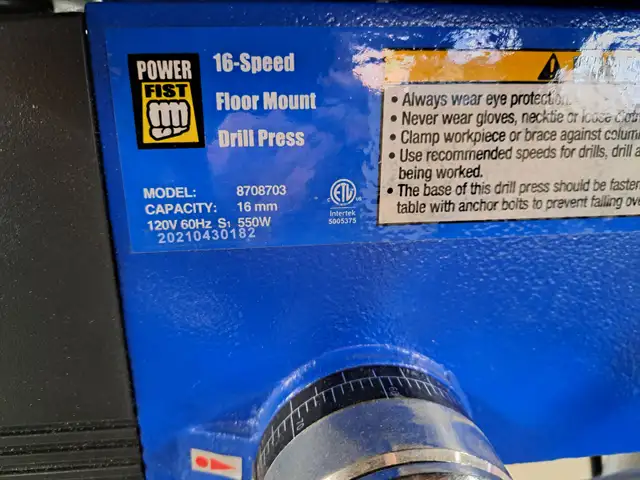 POWER
FIST
16-Speed
Floor Mount
Drill Press
MODEL: 8708703
CAPACITY: 16 mm
120V 60Hz S1 550W
20210430182
ETL
Intertek
5005375
• Always wear eye protection.
• Never wear gloves, necktie or loose
• Clamp workpiece or brace against
• Use recommended speeds for drills, drill
being worked.
• The base of this drill press should be
table with anchor bolts to prevent falling